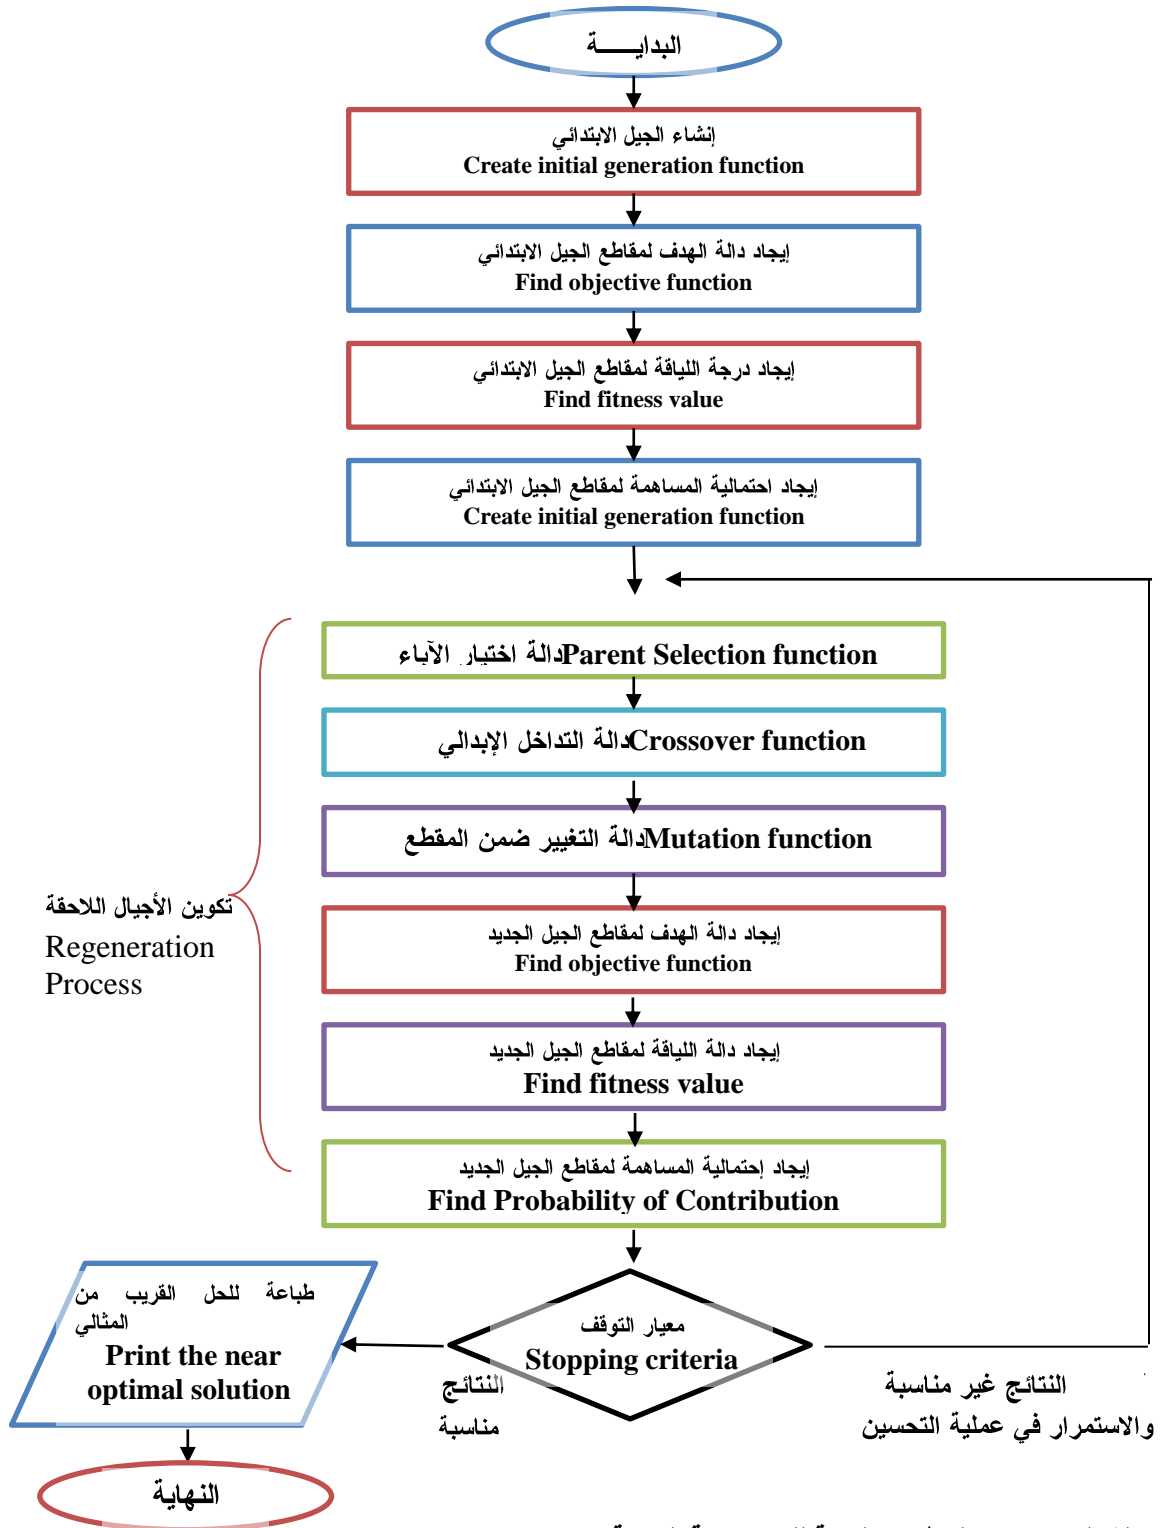 البدايـــــة
إنشاء الجيل الابتدائي
Create initial generation function
إيجاد دالة الهدف لمقاطع الجيل الابتدائي
Find objective function
إيجاد درجة اللياقة لمقاطع الجيل الابتدائي
Find fitness value
إيجاد احتمالية المساهمة لمقاطع الجيل الابتدائي
Create initial generation function
دالة اختيار الآباء Parent Selection function
دالة التداخل الإبدالي Crossover function
دالة التغيير ضمن المقطع Mutation function
تكوين الأجيال اللاحقة
Regeneration
Process
إيجاد دالة الهدف لمقاطع الجيل الجديد
Find objective function
إيجاد دالة اللياقة لمقاطع الجيل الجديد
Find fitness value
إيجاد إحتمالية المساهمة لمقاطع الجيل الجديد
Find Probability of Contribution
معيار التوقف
Stopping criteria
النتائج غير مناسبة
والاستمرار في عملية التحسين
النتائج
مناسبة
طباعة للحل القريب من
المثالي
Print the near
optimal solution
النهاية